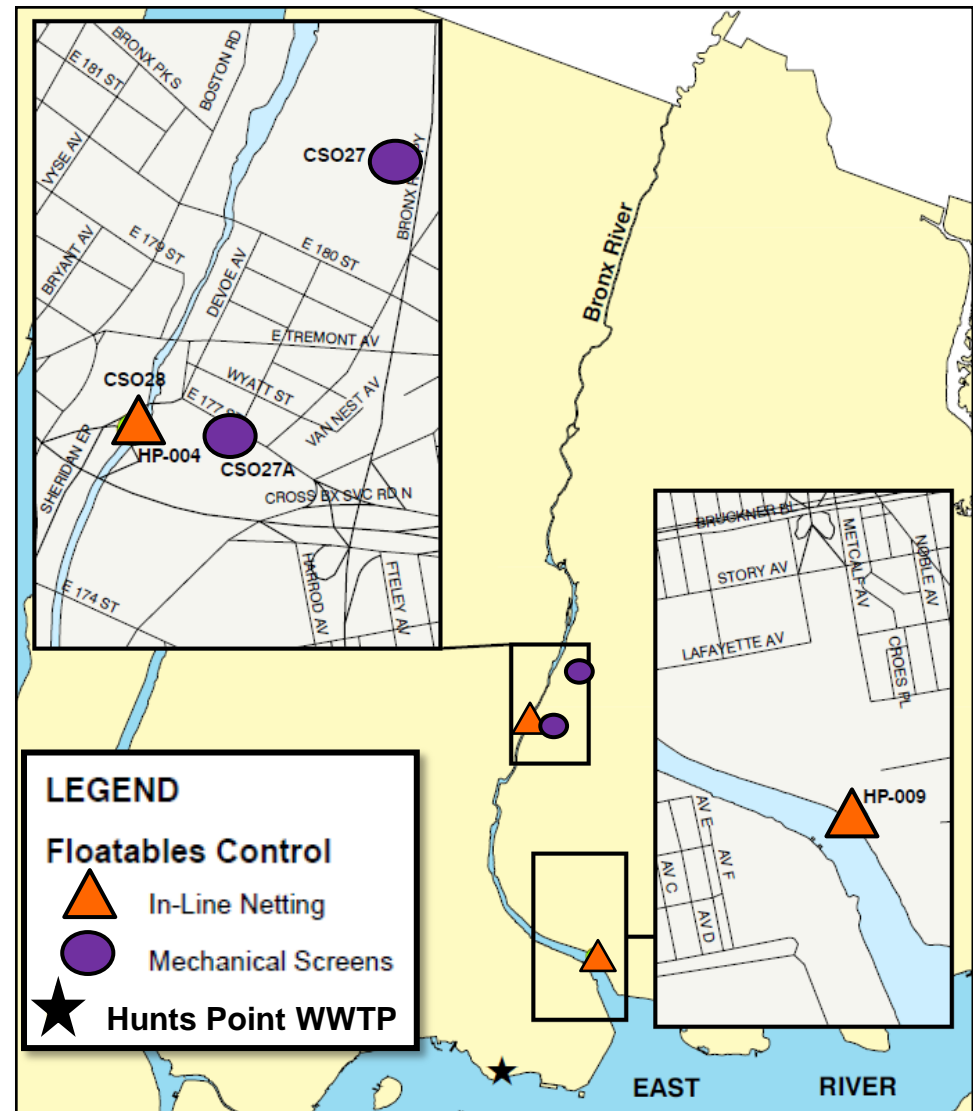 BRONX PK S
BOSTON RD
E 181 ST
VYSE AV
CSO27
BRYANT AV
E 179 ST
DEVOE AV
E 180 ST
E TREMONT AV
CSO28
WYATT ST
VAN NEST AV
E 177
HP-004
CSO27A
SHERIDAN EP
CROSS BX SVC RD N
HARROD AV
FTELEY AV
E 174 ST
Bronx River
BRUCKNER BL
STORY AV
METCALF AV
NOBLE AV
LAFAYETTE AV
CROES PL
HP-009
AV E
AV F
AV C
AV D
LEGEND
Floatables Control
In-Line Netting
Mechanical Screens
Hunts Point WWTP
EAST RIVER